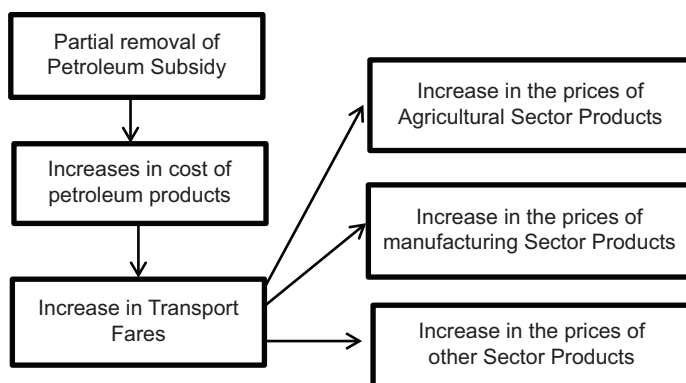 Partial removal of
Petroleum Subsidy
Increases in cost of
petroleum products
Increase in Transport
Fares
Increase in the prices of
Agricultural Sector Products
Increase in the prices of
manufacturing Sector Products
Increase in the prices of
other Sector Products